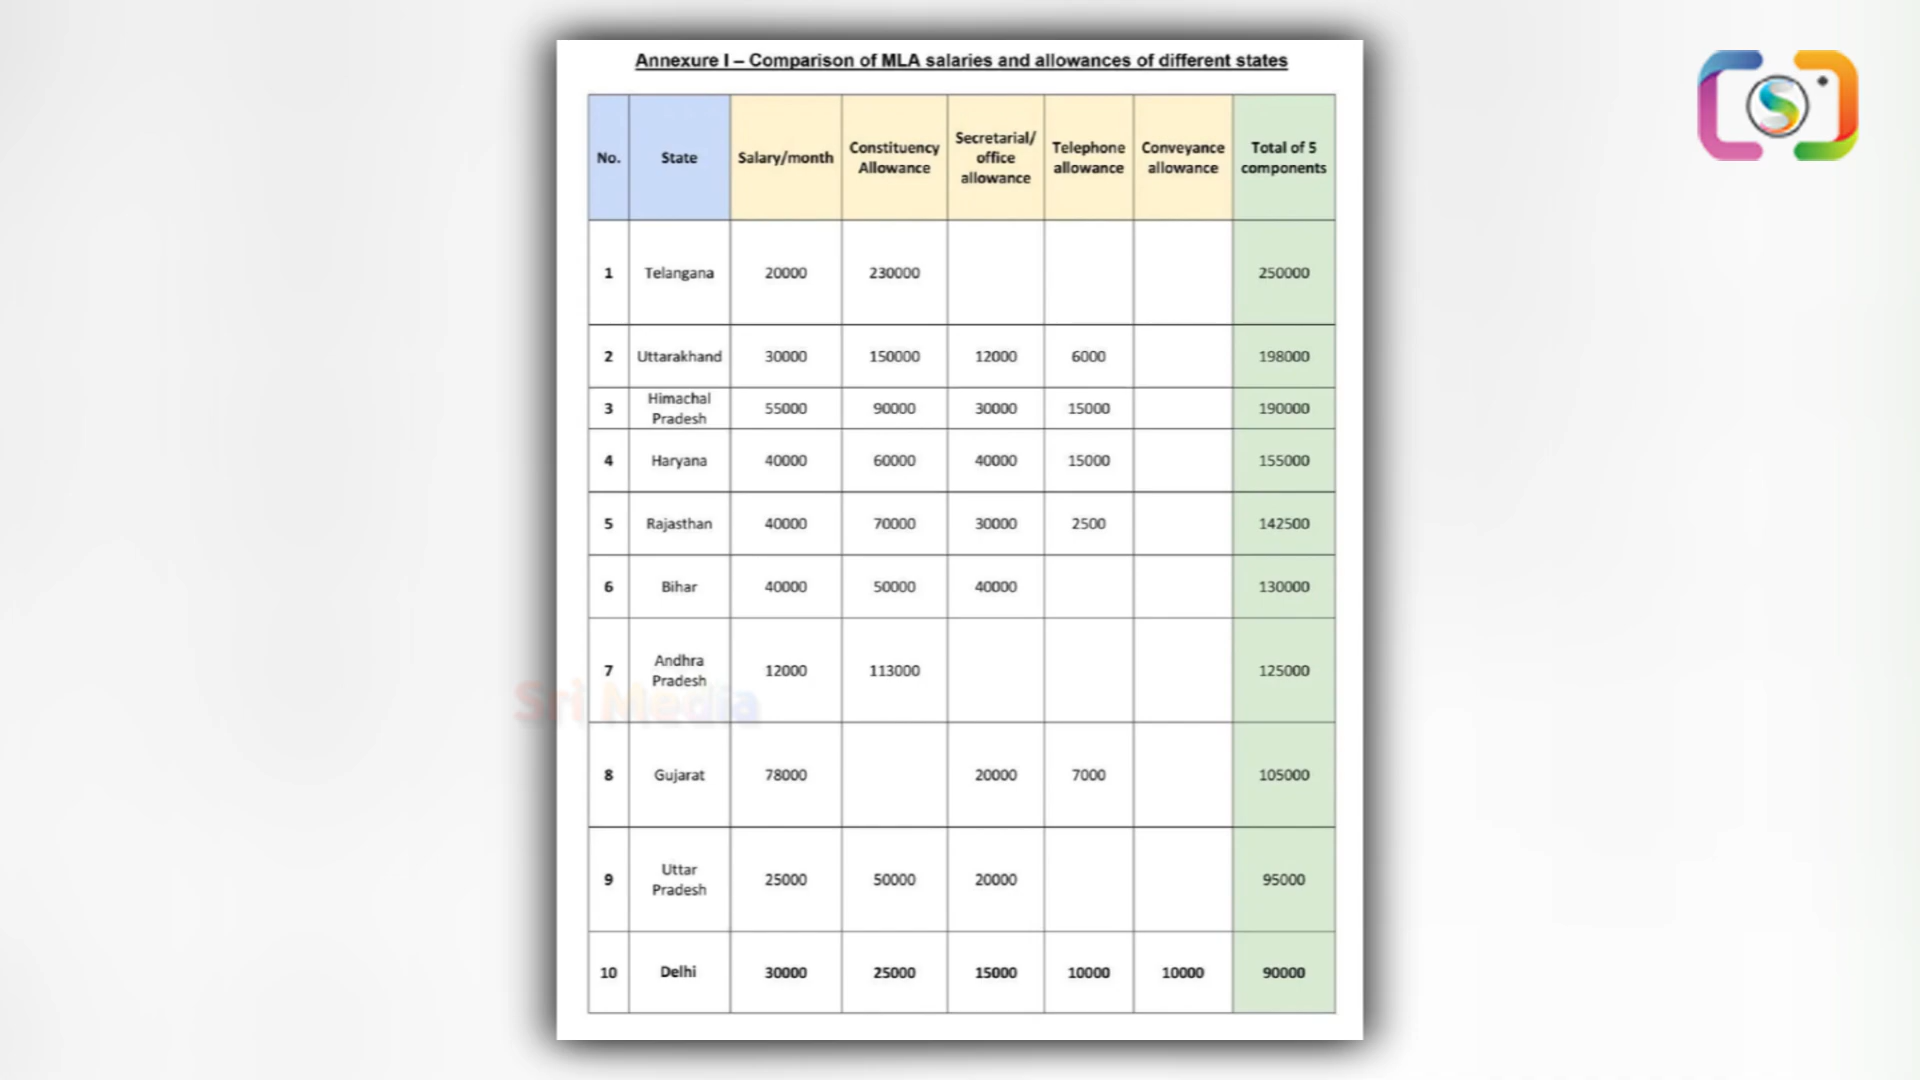 Annexure I – Comparison of MLA salaries and allowances of different states
No. State Salary/month Constituency Allowance Secretarial/ office allowance Telephone allowance Conveyance allowance Total of 5 components
1 Telangana 20000 230000 250000
2 Uttarakhand 30000 150000 12000 6000 198000
3 Himachal Pradesh 55000 90000 30000 15000 190000
4 Haryana 40000 60000 40000 15000 155000
5 Rajasthan 40000 70000 30000 2500 142500
6 Bihar 40000 50000 40000 130000
7 Andhra Pradesh 12000 113000 125000
Sri Media
8 Gujarat 78000 20000 7000 105000
9 Uttar Pradesh 25000 50000 20000 95000
10 Delhi 30000 25000 15000 10000 10000 90000
S